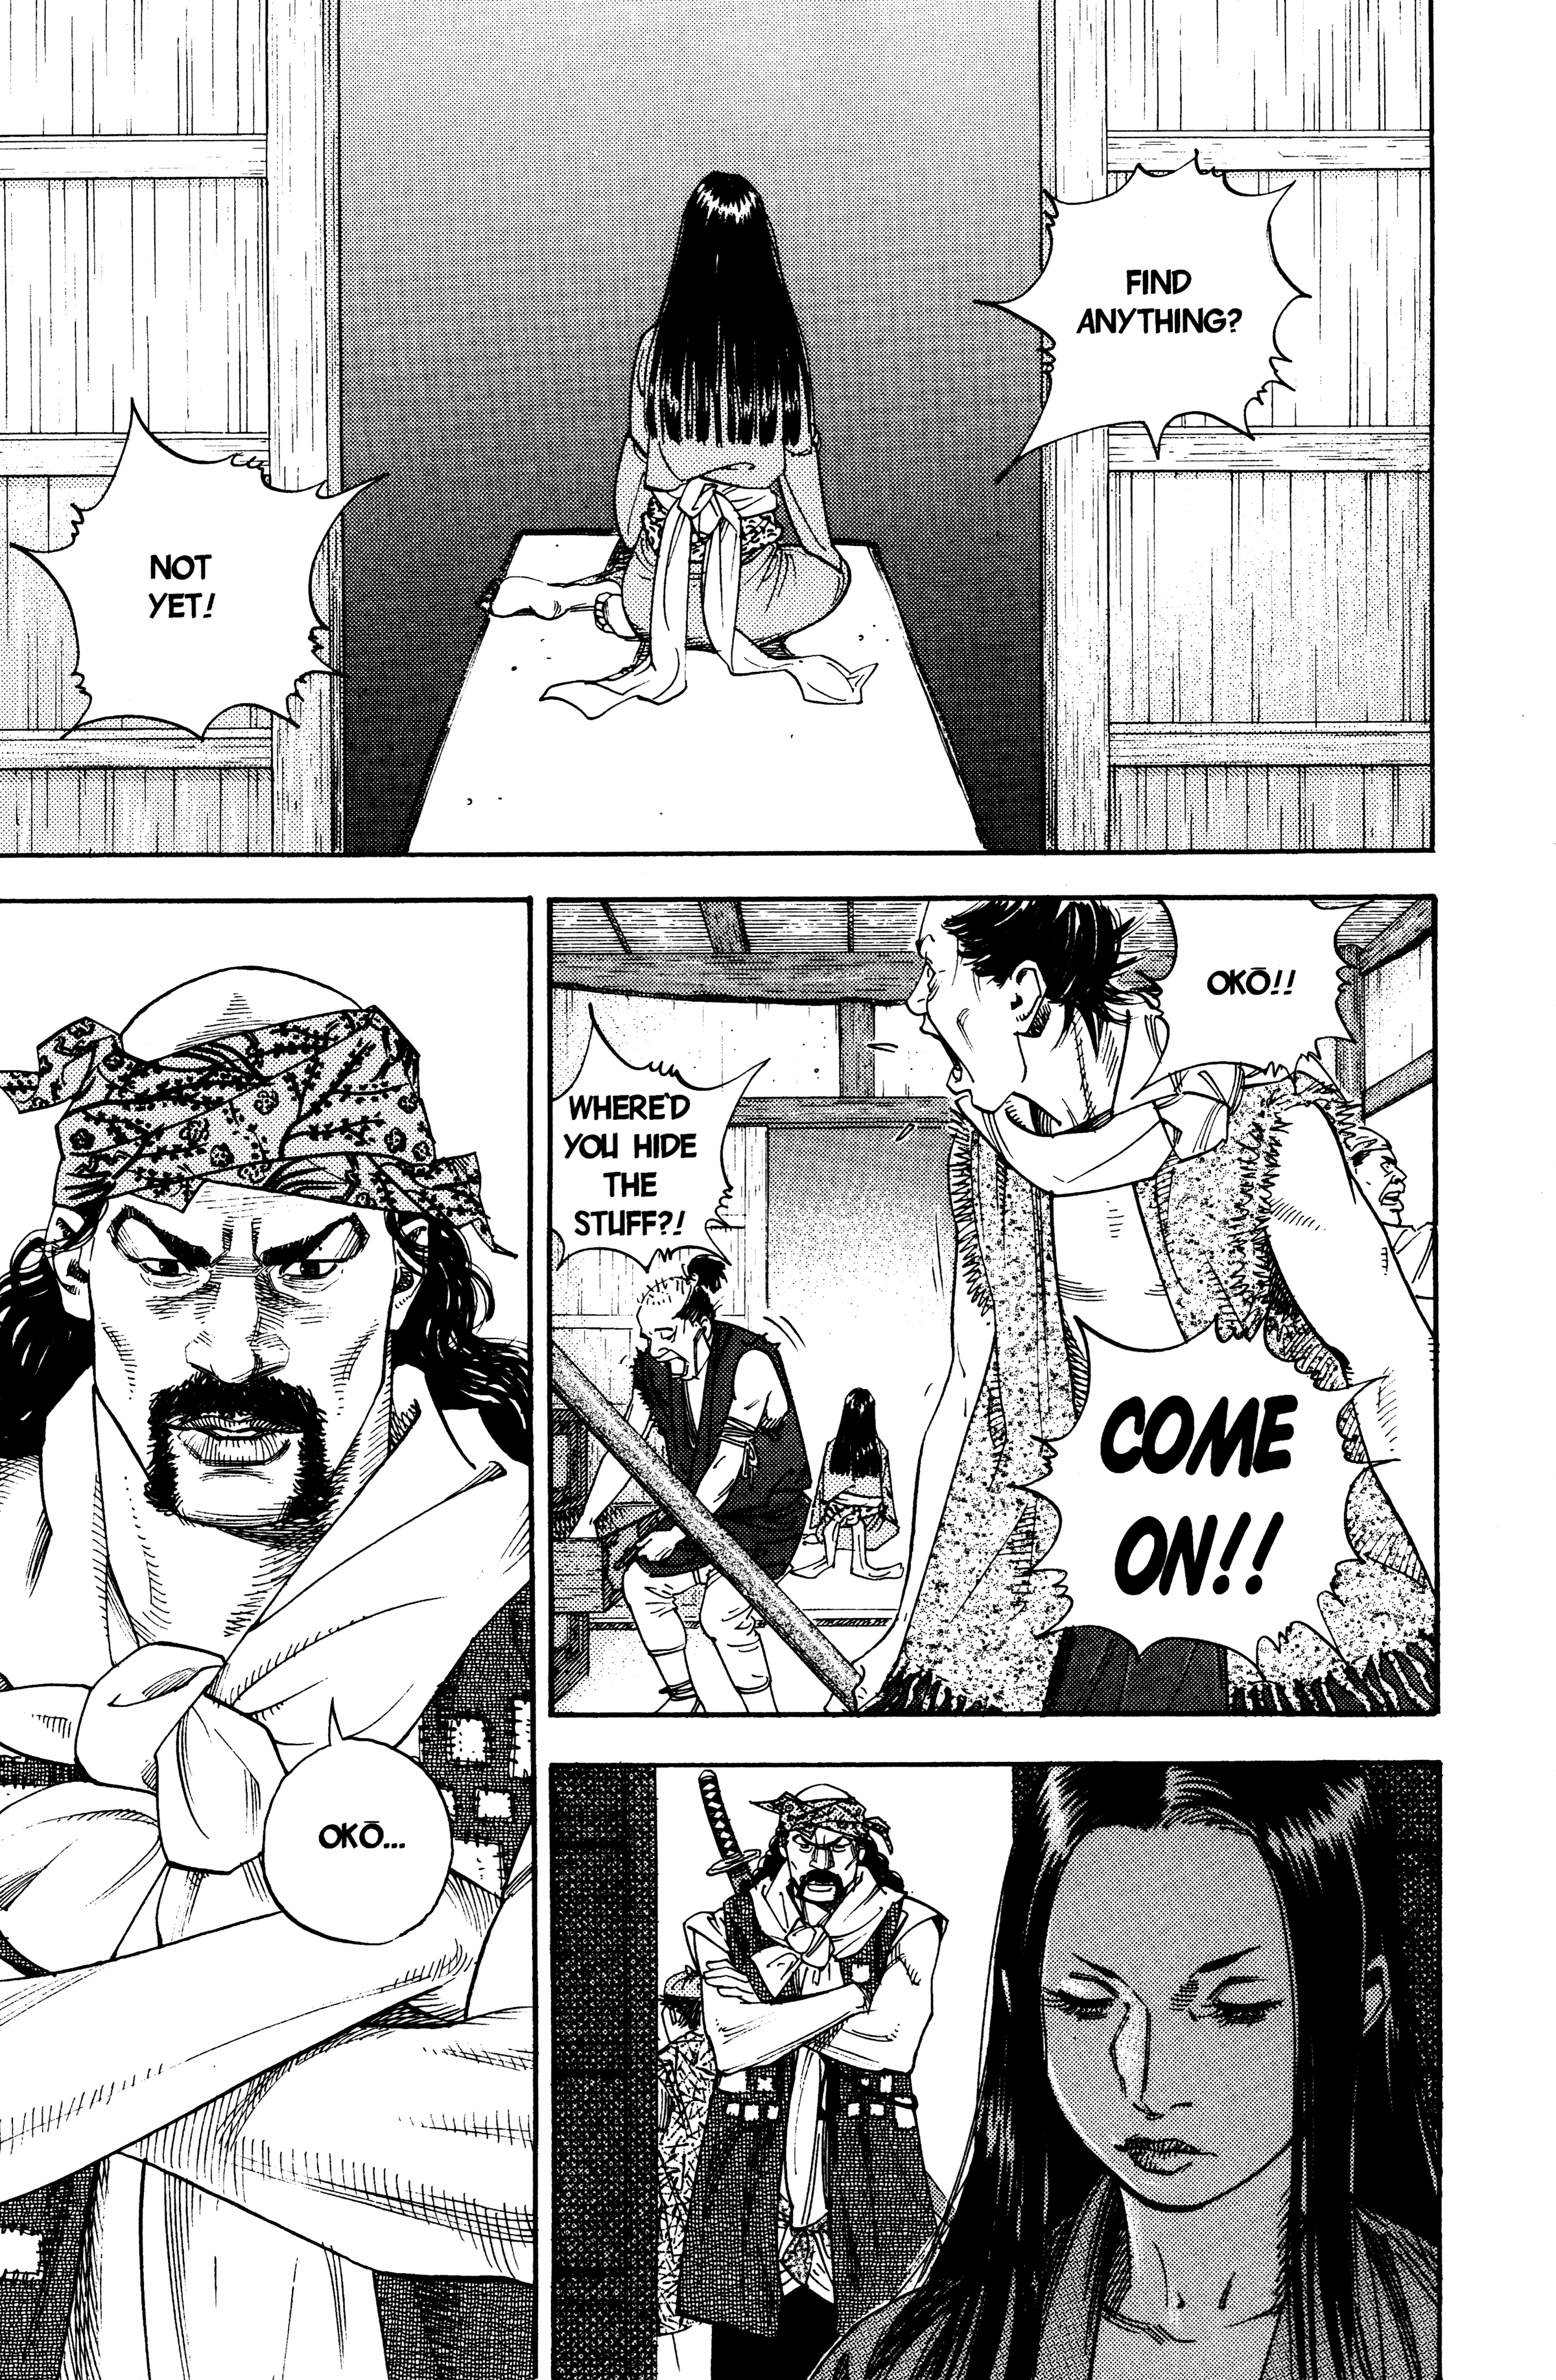 FIND
ANYTHING?
NOT
YET!
OKŌ!!
WHERE'D
YOU HIDE
THE
STUFF?!
COME
ON!!
OKŌ...